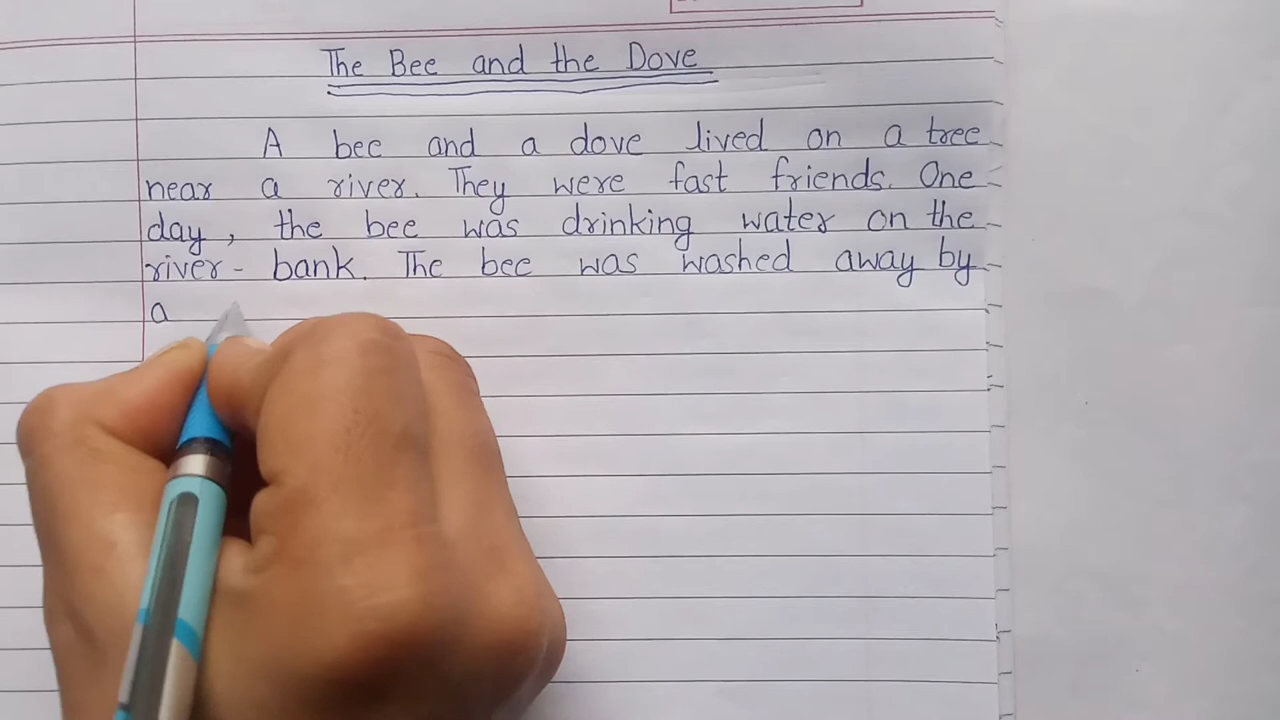 The Bee and the Dove
A bee and a dove lived on a tree
near a river. They were fast friends. One
day, the bee was drinking water on the
river - bank. The bee was washed away by
a